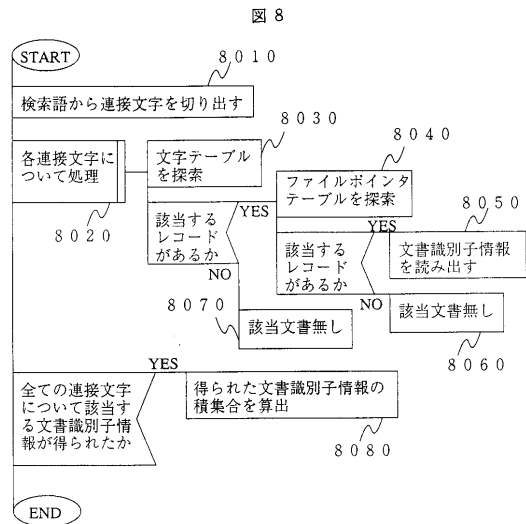 図 8
START
8010
検索語から連接文字を切り出す
8030
8040
各連接文字に
ついて処理
文字テーブル
を探索
ファイルポインタ
テーブルを探索
8050
8020
該当する
レコード
があるか
YES
該当する
レコード
があるか
YES
文書識別子情報
を読み出す
NO
8070
NO
該当文書無し
該当文書無し
8060
YES
全ての連接文字
について該当す
る文書識別子情
報が得られたか
得られた文書識別子情報の
積集合を算出
8080
END